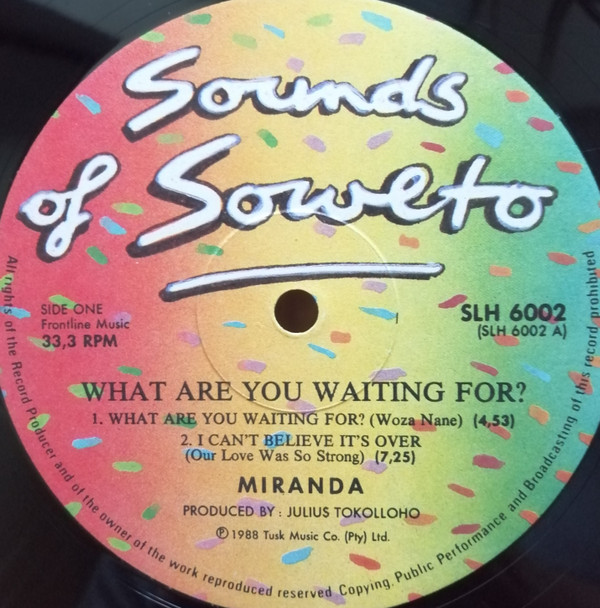 Sounds
of Soweto
SIDE ONE
Frontline Music
33,3 RPM
SLH 6002
(SLH 6002 A)
WHAT ARE YOU WAITING FOR?
1. WHAT ARE YOU WAITING FOR? (Woza Nane) (4,53)
2. I CAN'T BELIEVE IT'S OVER
(Our Love Was So Strong) (7,25)
MIRANDA
PRODUCED BY : JULIUS TOKOLLOHO
℗ 1988 Tusk Music Co. (Pty) Ltd.
All rights of the Record Producer and of the owner of the work reproduced reserved. Copying, Public Performance and Broadcasting of this record prohibited